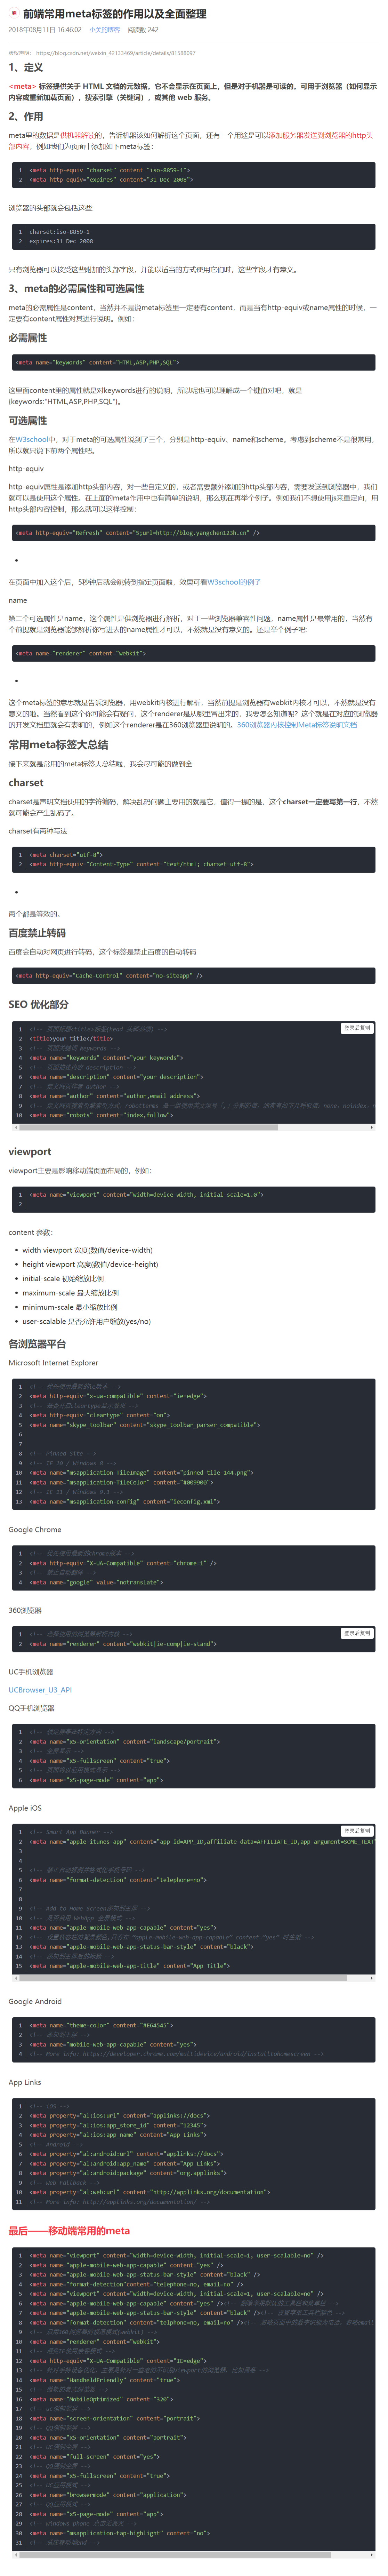 前端常用meta标签的作用以及全面整理
2018年08月11日 16:46:02 小关的博客 阅读数 242
版权声明： https://blog.csdn.net/weixin_42133469/article/details/81588097
1、定义
<meta> 标签提供关于 HTML 文档的元数据。它不会显示在页面上，但是对于机器是可读的。可用于浏览器（如何显示
内容或重新加载页面），搜索引擎（关键词），或其他 web 服务。
2、作用
meta里的数据是供机器解读的，告诉机器该如何解析这个页面，还有一个用途是可以添加服务器发送到浏览器的http头
部内容，例如我们为页面中添加如下meta标签：
1 <meta http-equiv="charset" content="iso-8859-1">
2 <meta http-equiv="expires" content="31 Dec 2008">
浏览器的头部就会包括这些：
1 charset:iso-8859-1
2 expires:31 Dec 2008
只有浏览器可以接受这些附加的头部字段，并能以适当的方式使用它们时，这些字段才有意义。
3、meta的必需属性和可选属性
meta的必需属性是content，当然并不是说meta标签里一定要有content，而是当有http-equiv或name属性的时候，一
定要有content属性对其进行说明。例如：
必需属性
<meta name="keywords" content="HTML,ASP,PHP,SQL">
这里面content里的属性就是对keywords进行的说明，所以呢也可以理解成一个键值对吧，就是
{keywords:"HTML,ASP,PHP,SQL"}。
可选属性
在W3school中，对于meta的可选属性说到了三个，分别是http-equiv、name和scheme。考虑到scheme不是很常用，
所以就只说下前两个属性吧。
http-equiv
http-equiv属性是添加http头部内容，对一些自定义的，或者需要额外添加的http头部内容，需要发送到浏览器中，我们
就可以是使用这个属性。在上面的meta作用中也有简单的说明，那么现在再举个例子。例如我们不想使用js来重定向，用
http头部内容控制，那么就可以这样控制：
<meta http-equiv="Refresh" content="5;url=http://blog.yangchen123h.cn" />
在页面中加入这个后，5秒钟后就会跳转到指定页面啦，效果可看W3school的例子
name
第二个可选属性是name，这个属性是供浏览器进行解析，对于一些浏览器兼容性问题，name属性是最常用的，当然有
个前提就是浏览器能够解析你写进去的name属性才可以，不然就是没有意义的。还是举个例子吧：
<meta name="renderer" content="webkit">
这个meta标签的意思就是告诉浏览器，用webkit内核进行解析，当然前提是浏览器有webkit内核才可以，不然就是没有
意义的啦。当然看到这个你可能会有疑问，这个renderer是从哪里冒出来的，我要怎么知道呢？这个就是在对应的浏览器
的开发文档里就会有表明的，例如这个renderer是在360浏览器里说明的。360浏览器内核控制Meta标签说明文档
常用meta标签大总结
接下来就是常用的meta标签大总结啦，我会尽可能的做到全
charset
charset是声明文档使用的字符编码，解决乱码问题主要用的就是它，值得一提的是，这个charset一定要写第一行，不然
就可能会产生乱码了。
charset有两种写法
1 <meta charset="utf-8">
2 <meta http-equiv="Content-Type" content="text/html; charset=utf-8">
两个都是等效的。
百度禁止转码
百度会自动对网页进行转码，这个标签是禁止百度的自动转码
<meta http-equiv="Cache-Control" content="no-siteapp" />
SEO 优化部分
登录后复制
1 <!-- 页面标题<title>标签(head 头部必须) -->
2 <title>your title</title>
3 <!-- 页面关键词 keywords -->
4 <meta name="keywords" content="your keywords">
5 <!-- 页面描述内容 description -->
6 <meta name="description" content="your description">
7 <!-- 定义网页作者 author -->
8 <meta name="author" content="author,email address">
9
10 <meta name="robots" content="index,follow">
viewport
viewport主要是影响移动端页面布局的，例如：
1 <meta name="viewport" content="width=device-width, initial-scale=1.0">
2
content 参数：
width viewport 宽度(数值/device-width)
height viewport 高度(数值/device-height)
initial-scale 初始缩放比例
maximum-scale 最大缩放比例
minimum-scale 最小缩放比例
user-scalable 是否允许用户缩放(yes/no)
各浏览器平台
Microsoft Internet Explorer
1 <!-- 优先使用最新的ie版本 -->
2 <meta http-equiv="x-ua-compatible" content="ie=edge">
3 <!-- 是否开启cleartype显示效果 -->
4 <meta http-equiv="cleartype" content="on">
5 <meta name="skype_toolbar" content="skype_toolbar_parser_compatible">
6
7
8 <!-- Pinned Site -->
9 <!-- IE 10 / Windows 8 -->
10 <meta name="msapplication-TileImage" content="pinned-tile-144.png">
11 <meta name="msapplication-TileColor" content="#009900">
12 <!-- IE 11 / Windows 9.1 -->
13 <meta name="msapplication-config" content="ieconfig.xml">
Google Chrome
1 <!-- 优先使用最新的chrome版本 -->
2 <meta http-equiv="X-UA-Compatible" content="chrome=1" />
3 <!-- 禁止自动翻译 -->
4 <meta name="google" value="notranslate">
360浏览器
登录后复制
1 <!-- 选择使用的浏览器解析内核 -->
2 <meta name="renderer" content="webkit|ie-comp|ie-stand">
UC手机浏览器
UCBrowser_U3_API
QQ手机浏览器
1 <!-- 锁定屏幕在特定方向 -->
2 <meta name="x5-orientation" content="landscape/portrait">
3 <!-- 全屏显示 -->
4 <meta name="x5-fullscreen" content="true">
5 <!-- 页面将以应用模式显示 -->
6 <meta name="x5-page-mode" content="app">
Apple iOS
登录后复制
1 <!-- Smart App Banner -->
2 <meta name="apple-itunes-app" content="app-id=APP_ID,affiliate-data=AFFILIATE_ID,app-argument=SOME_TEXT
3
4
5 <!-- 禁止自动探测并格式化手机号码 -->
6 <meta name="format-detection" content="telephone=no">
7
8
9 <!-- Add to Home Screen添加到主屏 -->
10 <!-- 是否启用 WebApp 全屏模式 -->
11 <meta name="apple-mobile-web-app-capable" content="yes">
12 <!-- 设置状态栏的背景颜色,只有在 "apple-mobile-web-app-capable" content="yes" 时生效 -->
13 <meta name="apple-mobile-web-app-status-bar-style" content="black">
14 <!-- 添加到主屏后的标题 -->
15 <meta name="apple-mobile-web-app-title" content="App Title">
Google Android
1 <meta name="theme-color" content="#E64545">
2 <!-- 添加到主屏 -->
3 <meta name="mobile-web-app-capable" content="yes">
4 <!-- More info: https://developer.chrome.com/multidevice/android/installtohomescreen -->
App Links
1 <!-- iOS -->
2 <meta property="al:ios:url" content="applinks://docs">
3 <meta property="al:ios:app_store_id" content="12345">
4 <meta property="al:ios:app_name" content="App Links">
5 <!-- Android -->
6 <meta property="al:android:url" content="applinks://docs">
7 <meta property="al:android:app_name" content="App Links">
8 <meta property="al:android:package" content="org.applinks">
9 <!-- Web Fallback -->
10 <meta property="al:web:url" content="http://applinks.org/documentation">
11 <!-- More info: http://applinks.org/documentation/ -->
最后——移动端常用的meta
1 <meta name="viewport" content="width=device-width, initial-scale=1, user-scalable=no" />
2 <meta name="apple-mobile-web-app-capable" content="yes" />
3 <meta name="apple-mobile-web-app-status-bar-style" content="black" />
4 <meta name="format-detection"content="telephone=no, email=no" />
5 <meta name="viewport" content="width=device-width, initial-scale=1, user-scalable=no" />
6 <meta name="apple-mobile-web-app-capable" content="yes" /><!-- 删除苹果默认的工具栏和菜单栏 -->
7 <meta name="apple-mobile-web-app-status-bar-style" content="black" /><!-- 设置苹果工具栏颜色 -->
8 <meta name="format-detection" content="telephone=no, email=no" />
9 <!-- 启用360浏览器的极速模式(webkit) -->
10 <meta name="renderer" content="webkit">
11 <!-- 避免IE使用兼容模式 -->
12 <meta http-equiv="X-UA-Compatible" content="IE=edge">
13 <!-- 针对手持设备优化，主要是针对一些老的不识别viewport的浏览器，比如黑莓 -->
14 <meta name="HandheldFriendly" content="true">
15 <!-- 微软的老式浏览器 -->
16 <meta name="MobileOptimized" content="320">
17 <!-- uc强制竖屏 -->
18 <meta name="screen-orientation" content="portrait">
19 <!-- QQ强制竖屏 -->
20 <meta name="x5-orientation" content="portrait">
21 <!-- UC强制全屏 -->
22 <meta name="full-screen" content="yes">
23 <!-- QQ强制全屏 -->
24 <meta name="x5-fullscreen" content="true">
25 <!-- UC应用模式 -->
26 <meta name="browsermode" content="application">
27 <!-- QQ应用模式 -->
28 <meta name="x5-page-mode" content="app">
29 <!-- windows phone 点击无高光 -->
30 <meta name="msapplication-tap-highlight" content="no">
31 <!-- 适应移动端end -->